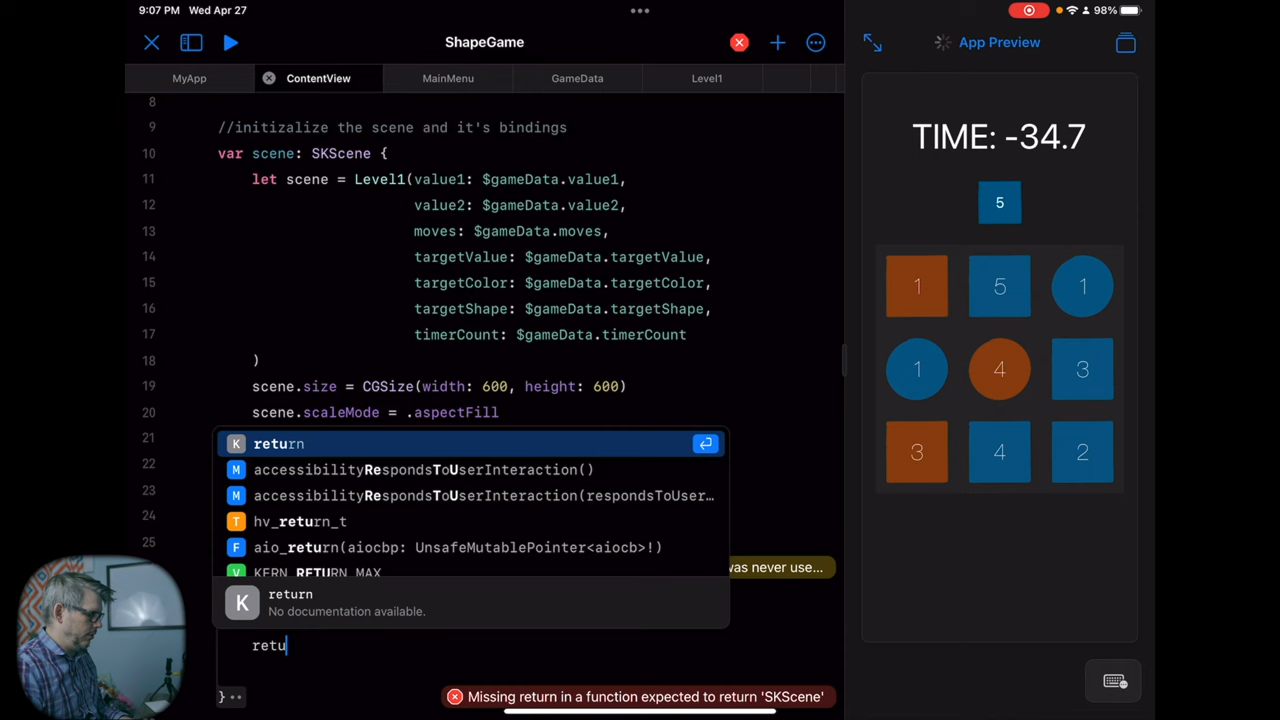 9:07 PM Wed Apr 27
98%
ShapeGame
App Preview
MyApp
ContentView
MainMenu
GameData
Level1
8
9 //initizalize the scene and it's bindings
10 var scene: SKScene {
11 let scene = Level1(value1: $gameData.value1,
12 value2: $gameData.value2,
13 moves: $gameData.moves,
14 targetValue: $gameData.targetValue,
15 targetColor: $gameData.targetColor,
16 targetShape: $gameData.targetShape,
17 timerCount: $gameData.timerCount
18 )
19 scene.size = CGSize(width: 600, height: 600)
20 scene.scaleMode = .aspectFill
21
22
23
24
25
K return
M accessibilityRespondsToUserInteraction()
M accessibilityRespondsToUserInteraction(respondsToUser...
T hv_return_t
F aio_return(aiocbp: UnsafeMutablePointer<aiocb>!)
V KERN_RETURN_MAX
was never use...
K return
No documentation available.
retu
}
Missing return in a function expected to return 'SKScene'
TIME: -34.7
5
1 5 1
1 4 3
3 4 2